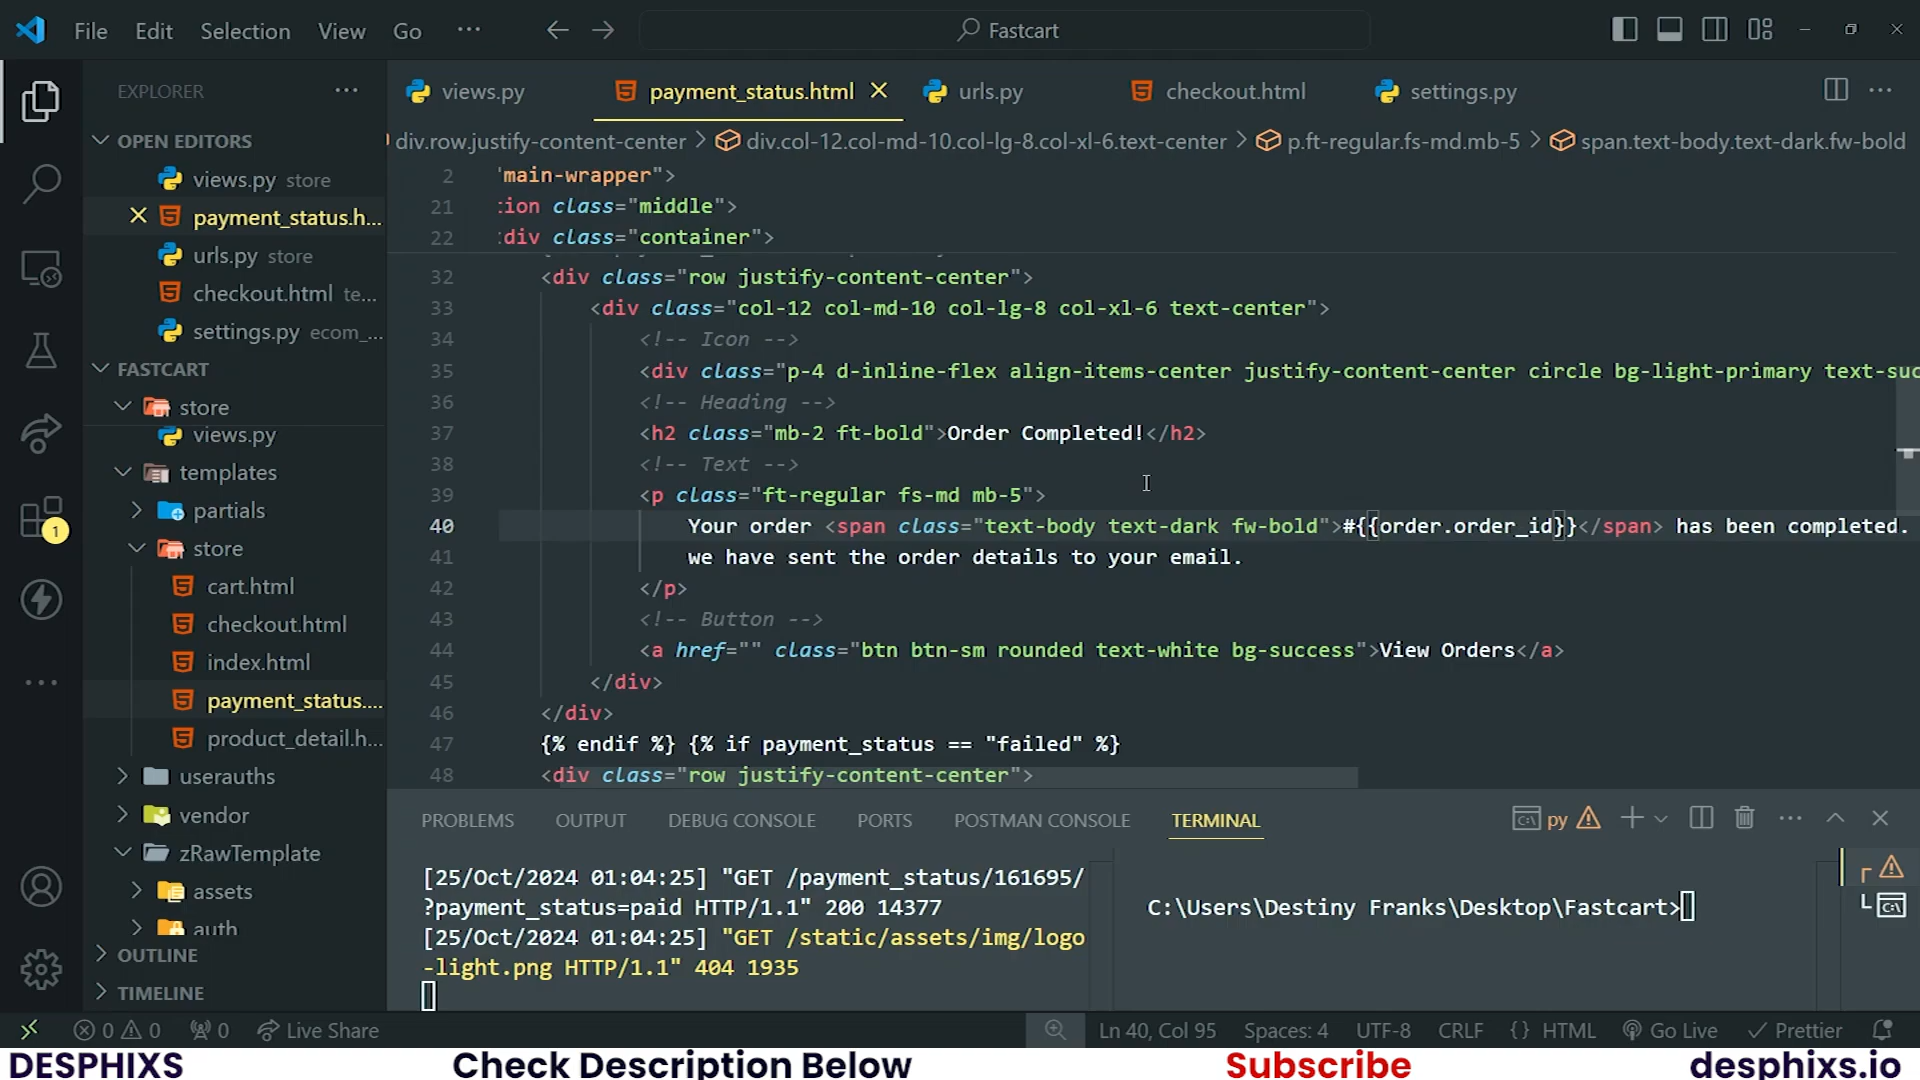 File Edit Selection View Go ··· Fastcart
EXPLORER ···
OPEN EDITORS
views.py store
payment_status.h...
urls.py store
checkout.html te...
settings.py ecom_...
FASTCART
store
views.py
templates
partials
store
cart.html
checkout.html
index.html
payment_status....
product_detail.h...
userauths
vendor
zRawTemplate
assets
auth
OUTLINE
TIMELINE
1
views.py payment_status.html urls.py checkout.html settings.py
div.row.justify-content-center > div.col-12.col-md-10.col-lg-8.col-xl-6.text-center > p.ft-regular.fs-md.mb-5 > span.text-body.text-dark.fw-bold
2 'main-wrapper">
21 :ion class="middle">
22 :div class="container">
32 <div class="row justify-content-center">
33 <div class="col-12 col-md-10 col-lg-8 col-xl-6 text-center">
34 <!-- Icon -->
35 <div class="p-4 d-inline-flex align-items-center justify-content-center circle bg-light-primary text-suc
36 <!-- Heading -->
37 <h2 class="mb-2 ft-bold">Order Completed!</h2>
38 <!-- Text -->
39 <p class="ft-regular fs-md mb-5">
40 Your order <span class="text-body text-dark fw-bold">#{{order.order_id}}</span> has been completed.
41 we have sent the order details to your email.
42 </p>
43 <!-- Button -->
44 <a href="" class="btn btn-sm rounded text-white bg-success">View Orders</a>
45 </div>
46 </div>
47 {% endif %} {% if payment_status == "failed" %}
48 <div class="row justify-content-center">
PROBLEMS OUTPUT DEBUG CONSOLE PORTS POSTMAN CONSOLE TERMINAL py
[25/Oct/2024 01:04:25] "GET /payment_status/161695/
?payment_status=paid HTTP/1.1" 200 14377
[25/Oct/2024 01:04:25] "GET /static/assets/img/logo
-light.png HTTP/1.1" 404 1935
C:\Users\Destiny Franks\Desktop\Fastcart>
0 0 0 Live Share Ln 40, Col 95 Spaces: 4 UTF-8 CRLF {} HTML Go Live Prettier
DESPHIXS Check Description Below Subscribe desphixs.io